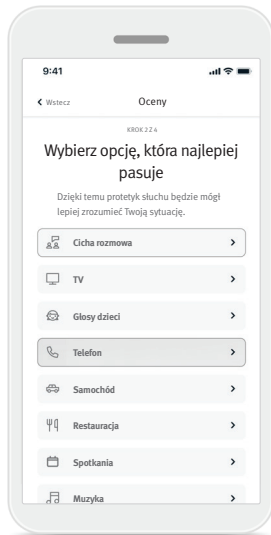 9:41
Wstecz
Oceny
KROK 2 Z 4
Wybierz opcję, która najlepiej
pasuje
Dzięki temu protetyk słuchu będzie mógł
lepiej zrozumieć Twoją sytuację.
Cicha rozmowa
TV
Głosy dzieci
Telefon
Samochód
Restauracja
Spotkania
Muzyka